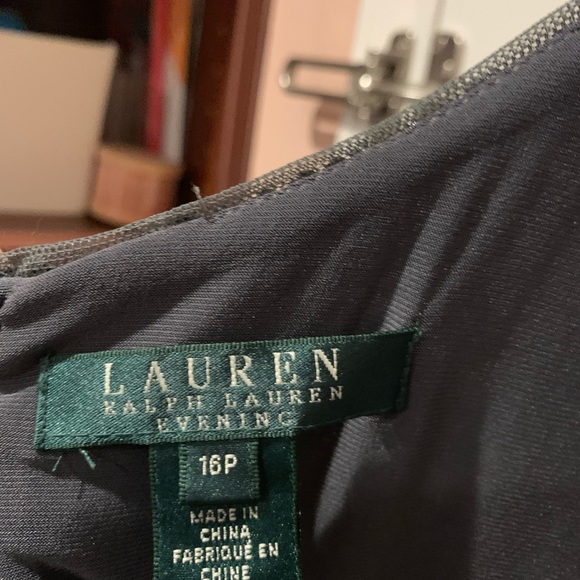 LAUREN
RALPH LAUREN
EVENING
16P
MADE IN
CHINA
FABRIQUÉ EN
CHINE